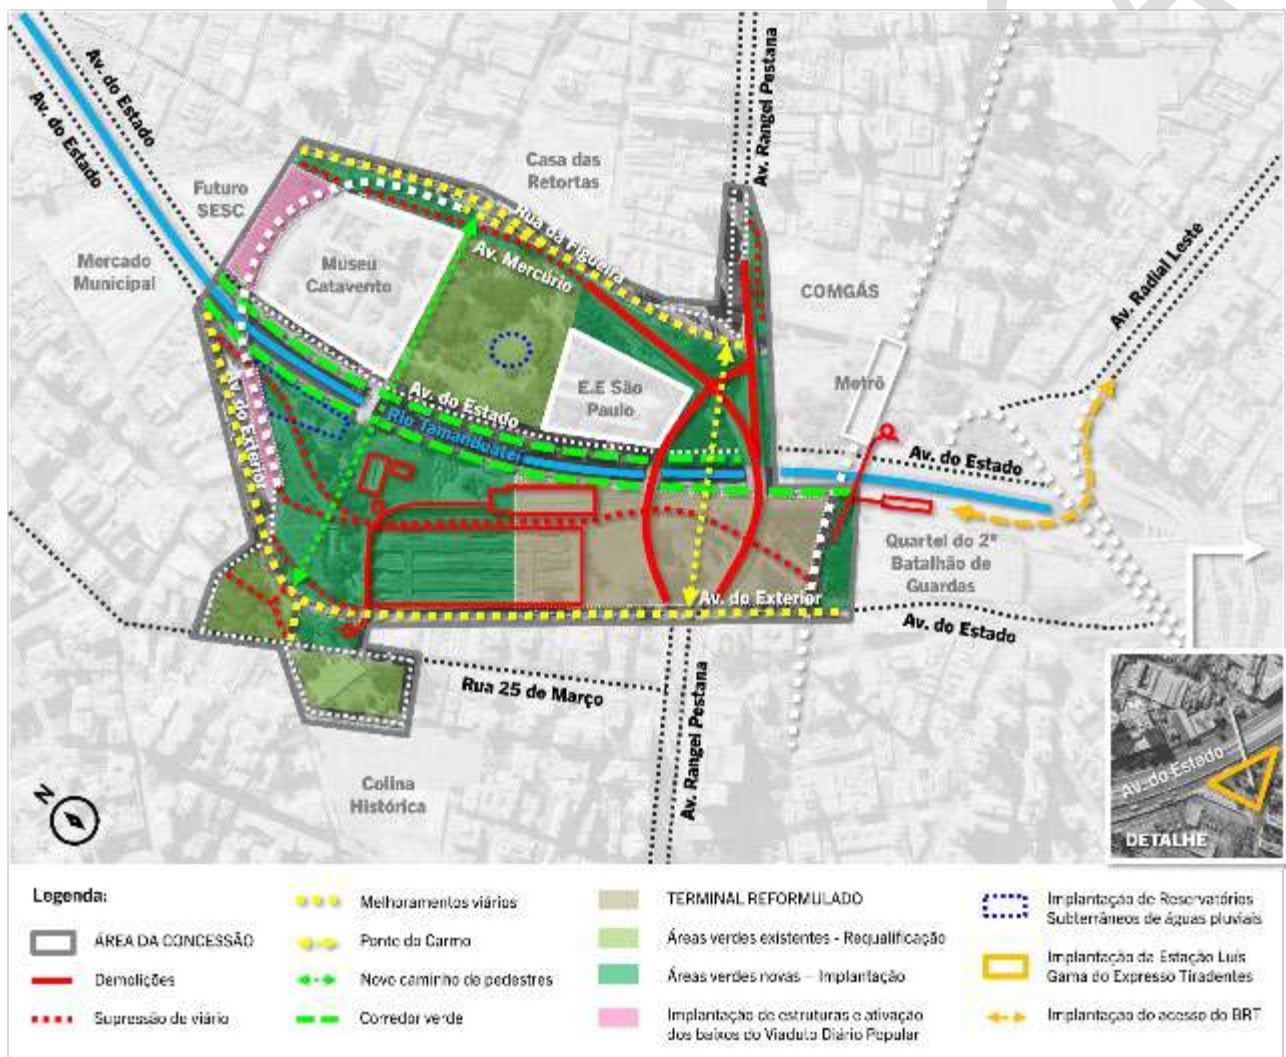 Av. do Estado
Av. do Estado
Av. Rangel Pestana
Casa das
Retortas
Futuro
SESC
Mercado
Municipal
Museu
Catavento
Rua da Figueira
Av. Mercúrio
COMGÁS
Av. Radial Leste
Metrô
E.E São
Paulo
Av. do Estado
Rio Tamanduateí
Av. do Exterior
Av. do Estado
Quartel do 2º
Batalhão de
Guardas
Av. do Exterior
Av. do Estado
Rua 25 de Março
Av. Rangel Pestana
Colina
Histórica
N
Av. do Estado
DETALHE
Legenda:
ÁREA DA CONCESSÃO
Demolições
Supressão de viário
Melhoramentos viários
Ponte do Carmo
Novo caminho de pedestres
Corredor verde
TERMINAL REFORMULADO
Áreas verdes existentes - Requalificação
Áreas verdes novas – Implantação
Implantação de estruturas e ativação
dos baixos do Viaduto Diário Popular
Implantação de Reservatórios
Subterrâneos de águas pluviais
Implantação da Estação Luís
Gama do Expresso Tiradentes
Implantação do acesso do BRT